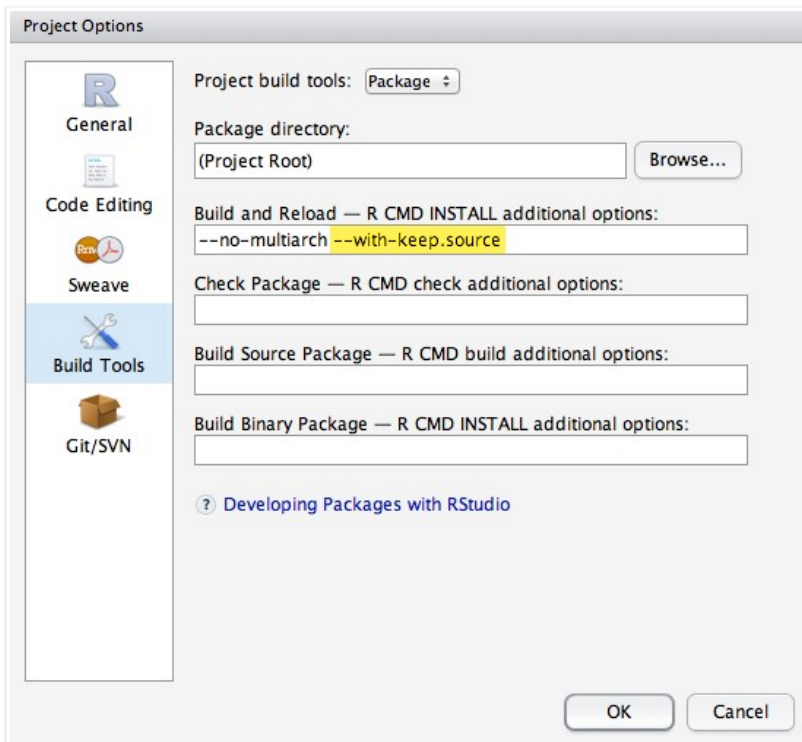 Project Options
General
Code Editing
Rnw
Sweave
Build Tools
Git/SVN
Project build tools: Package
Package directory:
(Project Root)
Browse...
Build and Reload — R CMD INSTALL additional options:
--no-multiarch --with-keep.source
Check Package — R CMD check additional options:
Build Source Package — R CMD build additional options:
Build Binary Package — R CMD INSTALL additional options:
? Developing Packages with RStudio
OK Cancel